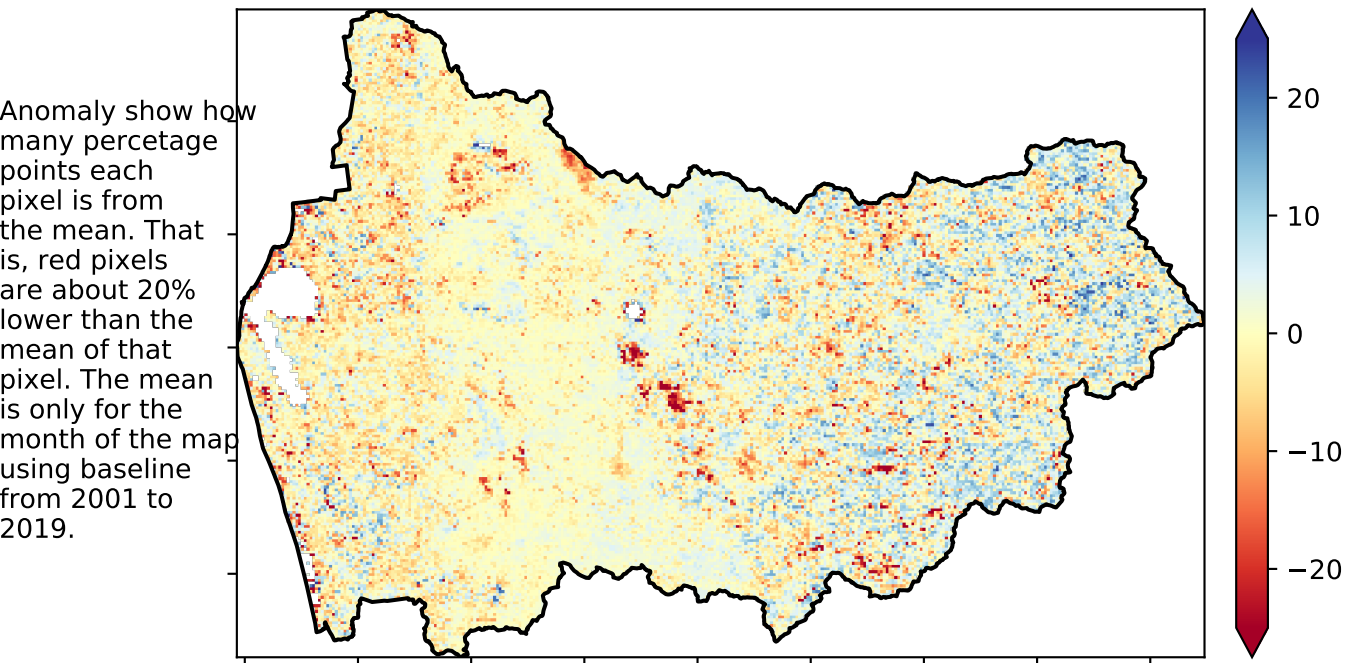 Anomaly show how
many percetage
points each
pixel is from
the mean. That
is, red pixels
are about 20%
lower than the
mean of that
pixel. The mean
is only for the
month of the map
using baseline
from 2001 to
2019.
20
10
0
−10
−20